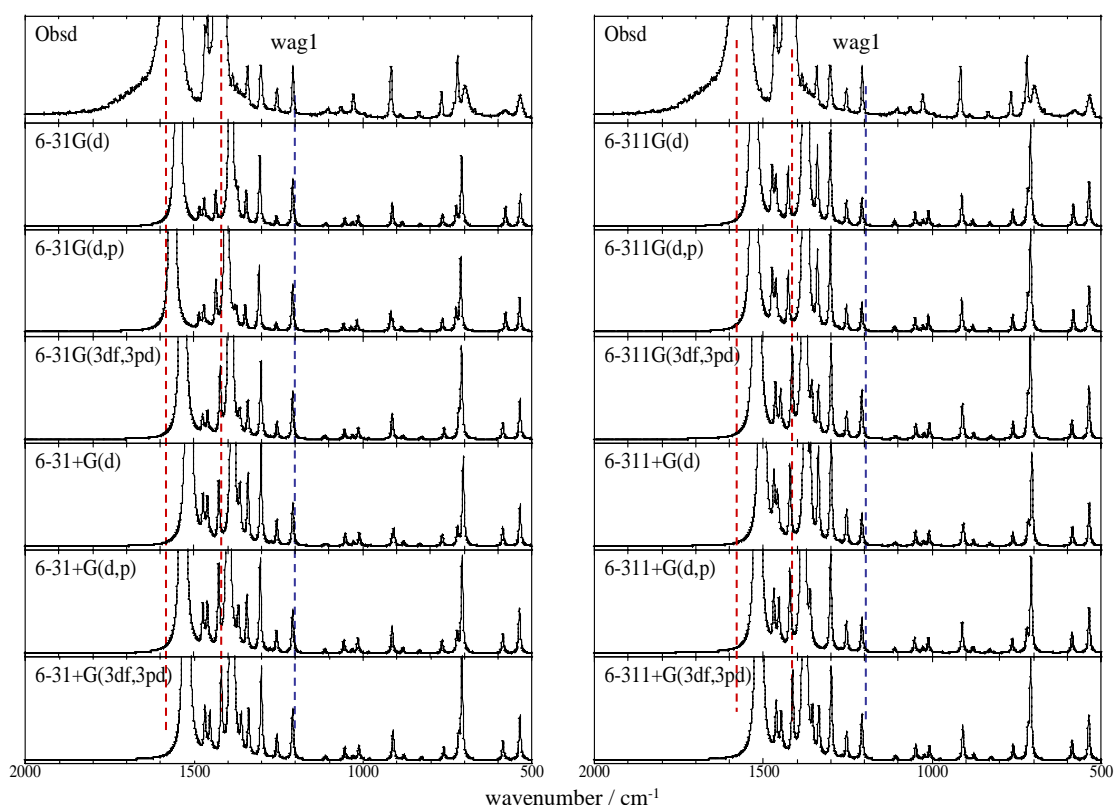 Obsd
wag1
6-31G(d)
6-31G(d,p)
6-31G(3df,3pd)
6-31+G(d)
6-31+G(d,p)
6-31+G(3df,3pd)
2000 1500 1000 500
Obsd
wag1
6-311G(d)
6-311G(d,p)
6-311G(3df,3pd)
6-311+G(d)
6-311+G(d,p)
6-311+G(3df,3pd)
2000 1500 1000 500
wavenumber / cm⁻¹